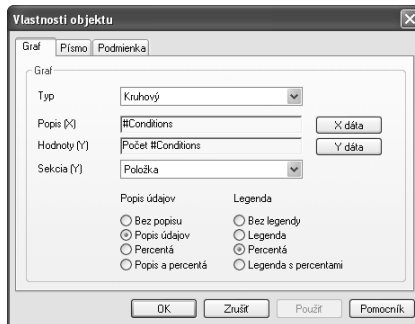 Vlastnosti objektu
Graf Písmo Podmienka
Graf
Typ Kruhový
Popis (X) #Conditions X dáta
Hodnoty (Y) Počet #Conditions Y dáta
Sekcia (Y) Položka
Popis údajov Legenda
Bez popisu Bez legendy
Popis údajov Legenda
Percentá Percentá
Popis a percentá Legenda s percentami
OK Zrušiť Použiť Pomocník